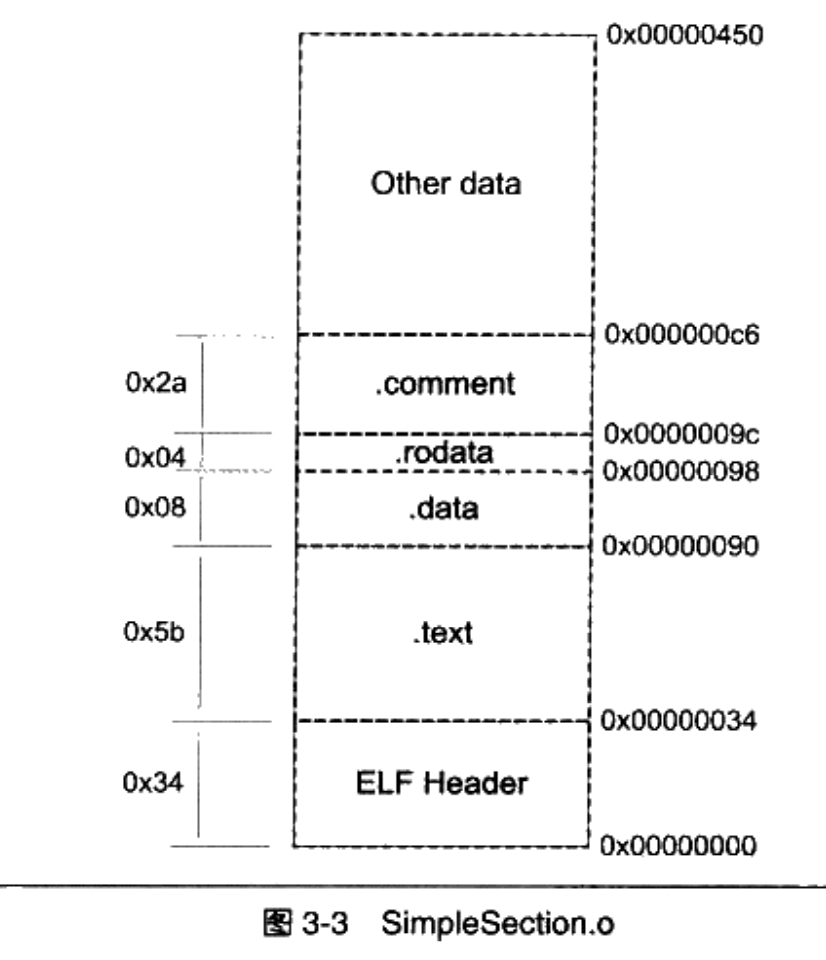 0x00000450
Other data
0x000000c6
0x2a
.comment
0x0000009c
0x04
.rodata
0x00000098
0x08
.data
0x00000090
0x5b
.text
0x00000034
0x34
ELF Header
0x00000000
图 3-3 SimpleSection.o